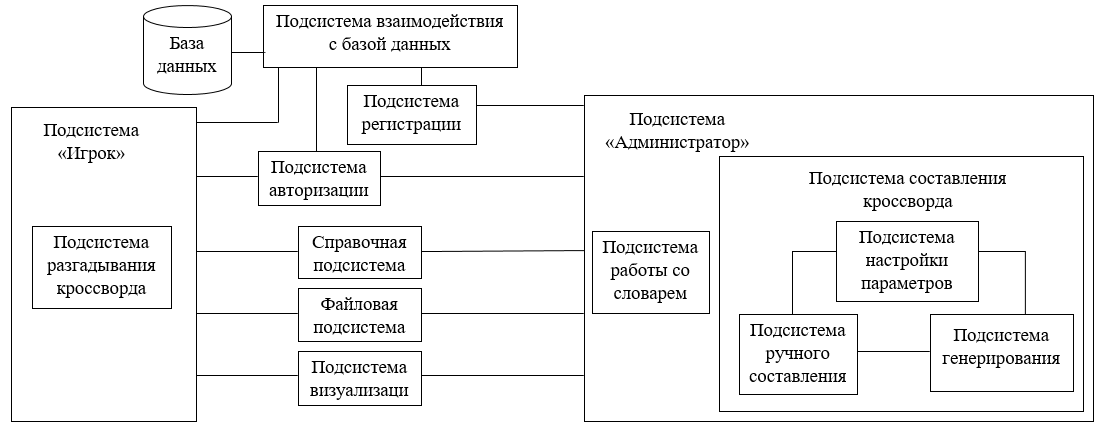 База
данных
Подсистема взаимодействия
с базой данных
Подсистема
регистрации
Подсистема
«Игрок»
Подсистема
«Администратор»
Подсистема
авторизации
Подсистема составления
кроссворда
Подсистема
разгадывания
кроссворда
Справочная
подсистема
Подсистема
работы со
словарем
Подсистема
настройки
параметров
Файловая
подсистема
Подсистема
ручного
составления
Подсистема
генерирования
Подсистема
визуализаци